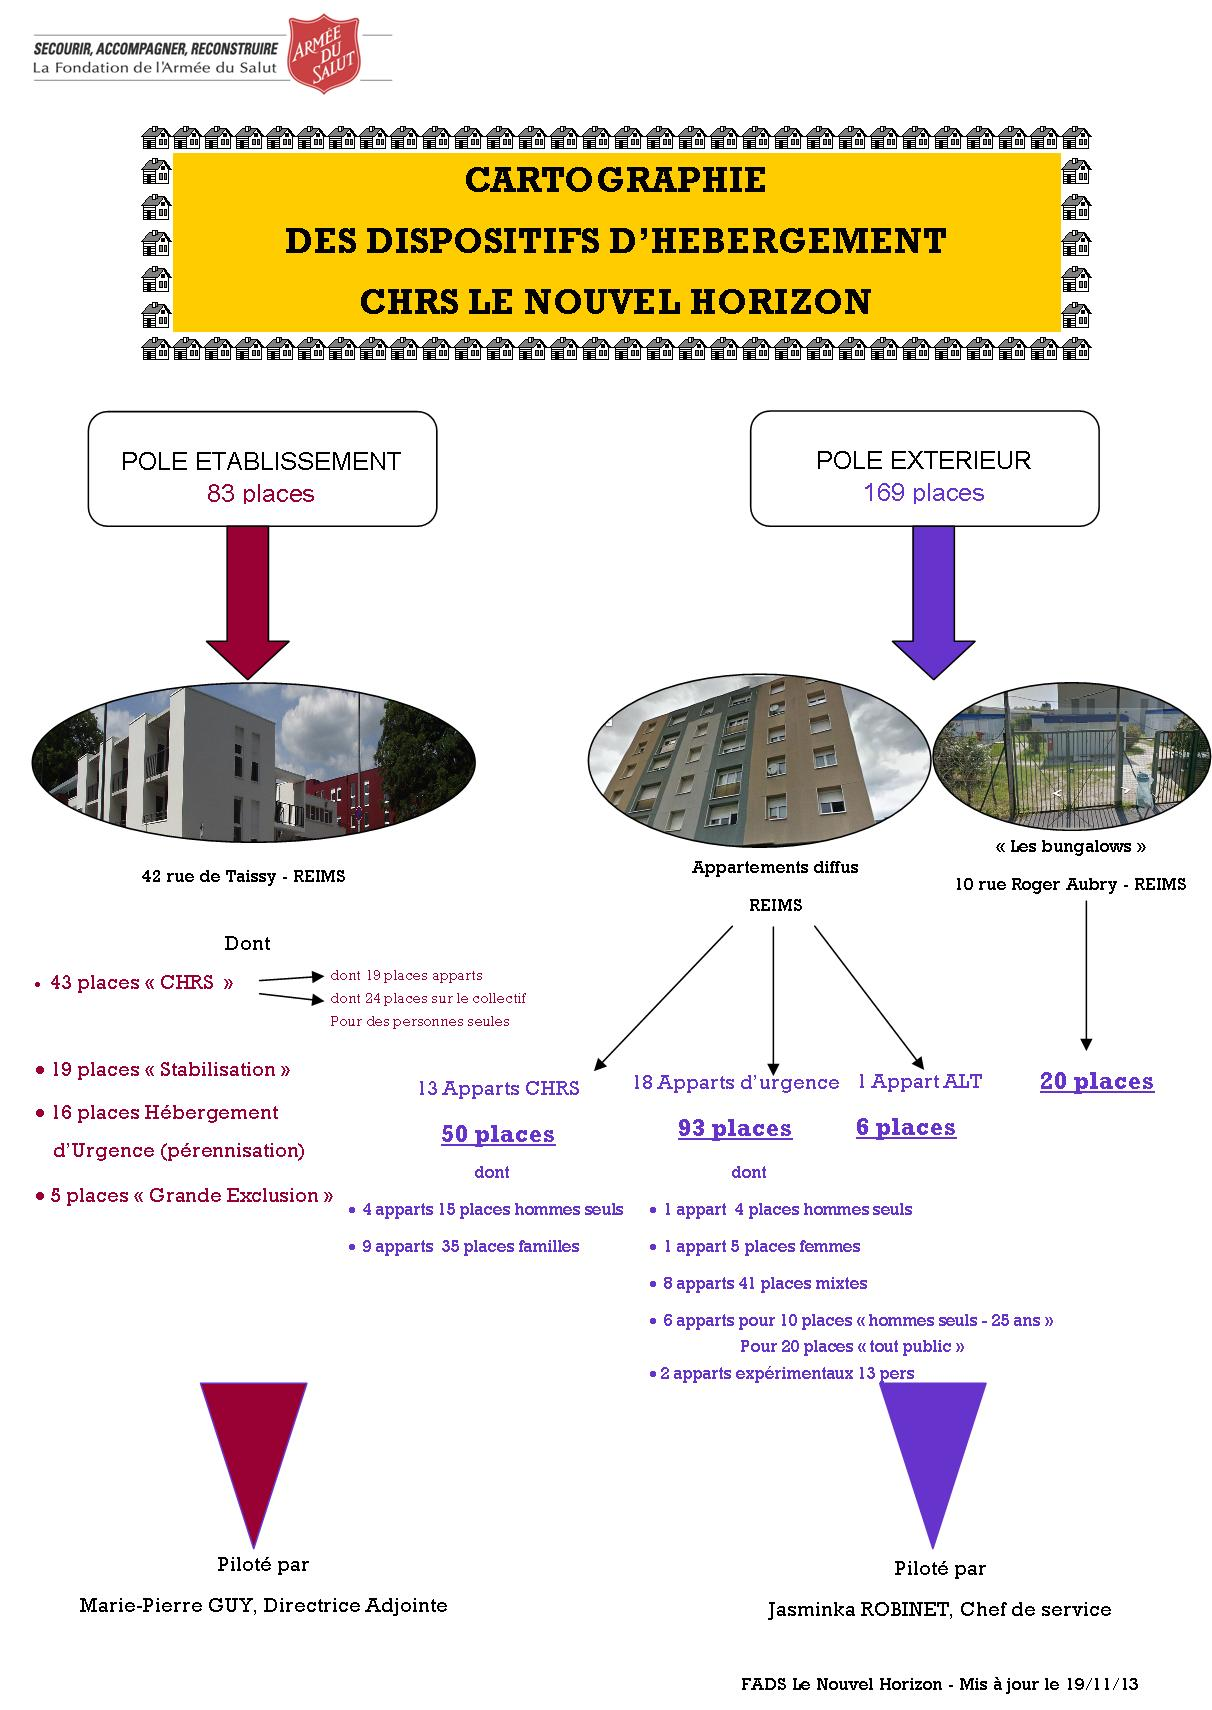 SECOURIR, ACCOMPAGNER, RECONSTRUIRE
La Fondation de l'Armée du Salut
ARMÉE
DU
SALUT
CARTOGRAPHIE
DES DISPOSITIFS D'HEBERGEMENT
CHRS LE NOUVEL HORIZON
POLE ETABLISSEMENT
83 places
POLE EXTERIEUR
169 places
42 rue de Taissy - REIMS
Appartements diffus
REIMS
« Les bungalows »
10 rue Roger Aubry - REIMS
Dont
• 43 places « CHRS »
dont 19 places apparts
dont 24 places sur le collectif
Pour des personnes seules
• 19 places « Stabilisation »
• 16 places Hébergement
d'Urgence (pérennisation)
• 5 places « Grande Exclusion »
13 Apparts CHRS
50 places
dont
• 4 apparts 15 places hommes seuls
• 9 apparts 35 places familles
18 Apparts d'urgence
93 places
dont
• 1 appart 4 places hommes seuls
• 1 appart 5 places femmes
• 8 apparts 41 places mixtes
• 6 apparts pour 10 places « hommes seuls - 25 ans »
Pour 20 places « tout public »
• 2 apparts expérimentaux 13 pers
1 Appart ALT
6 places
20 places
Piloté par
Marie-Pierre GUY, Directrice Adjointe
Piloté par
Jasminka ROBINET, Chef de service
FADS Le Nouvel Horizon - Mis à jour le 19/11/13